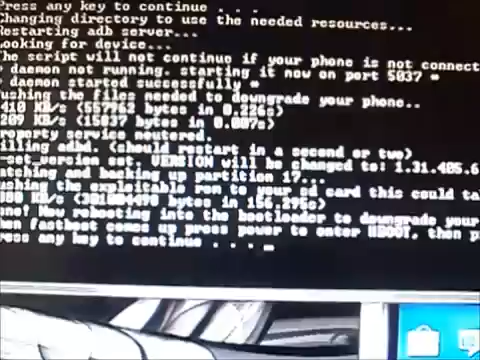 Press any key to continue . . .
Changing directory to use the needed resources...
Restarting adb server...
ooking for device...
he script will not continue if your phone is not connect
daemon not running. starting it now on port 5037 *
daemon started successfully *
ushing the files needed to downgrade your phone..
410 KB/s (557962 bytes in 0.226s)
209 KB/s (15837 bytes in 0.007s)
roperty service neutered.
illing adbd. (should restart in a second or two)
-set_version set. VERSION will be changed to: 1.31.405.6
atching and backing up partition 17...
ushing the exploitable rom to your sd card this could ta
bytes in 156.295s)
one! Now rebooting into the bootloader to downgrade your
hen fastboot comes up press power to enter HBOOT, then p
ress any key to continue . . .